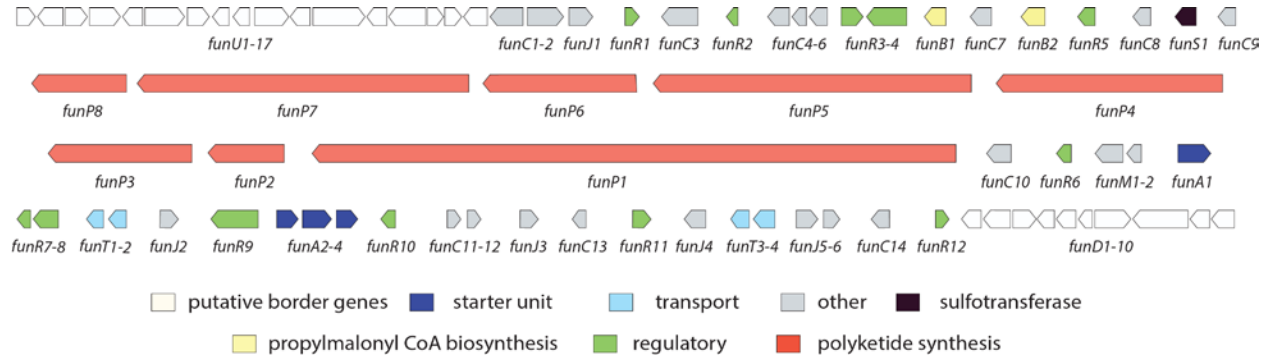 funU1-17 funC1-2 funJ1 funR1 funC3 funR2 funC4-6 funR3-4 funB1 funC7 funB2 funR5 funC8 funS1 funC9
funP8 funP7 funP6 funP5 funP4
funP3 funP2 funP1 funC10 funR6 funM1-2 funA1
funR7-8 funT1-2 funJ2 funR9 funA2-4 funR10 funC11-12 funJ3 funC13 funR11 funJ4 funT3-4 funJ5-6 funC14 funR12 funD1-10
putative border genes starter unit transport other sulfotransferase
propylmalonyl CoA biosynthesis regulatory polyketide synthesis